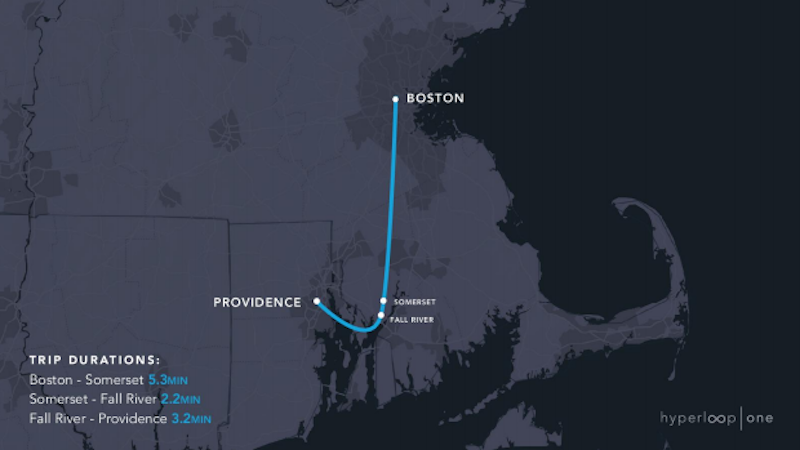 BOSTON
PROVIDENCE
SOMERSET
FALL RIVER
TRIP DURATIONS:
Boston - Somerset 5.3MIN
Somerset - Fall River 2.2MIN
Fall River - Providence 3.2MIN
hyperloop | one